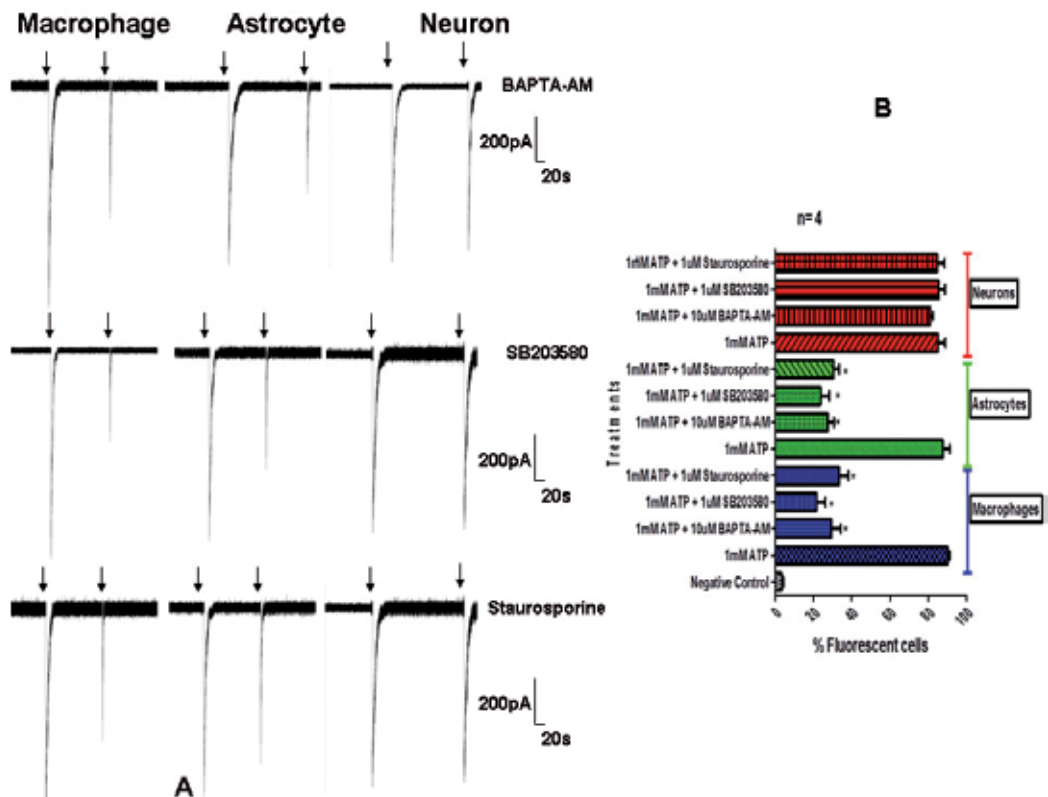 Macrophage Astrocyte Neuron
BAPTA-AM
200pA
20s
SB203580
200pA
20s
Staurosporine
200pA
20s
A
B
n=4
Treatments
1mMATP + 1uM Staurosporine
1mMATP + 1uM SB203580
1mMATP + 10uM BAPTA-AM
1mMATP
Neurons
1mMATP + 1uM Staurosporine *
1mMATP + 1uM SB203580 *
1mMATP + 10uM BAPTA-AM *
1mMATP
Astrocytes
1mMATP + 1uM Staurosporine *
1mMATP + 1uM SB203580 *
1mMATP + 10uM BAPTA-AM *
1mMATP
Macrophages
Negative Control
0 20 40 60 80 100
% Fluorescent cells